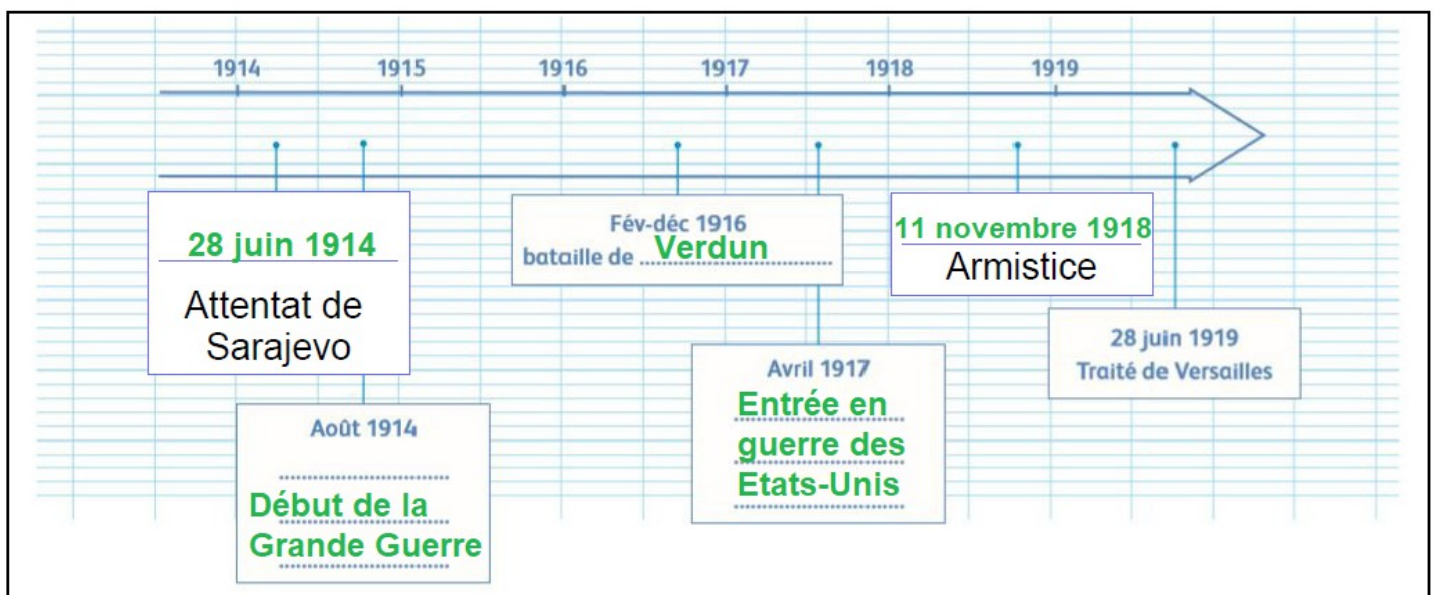 1914 1915 1916 1917 1918 1919
28 juin 1914
Attentat de
Sarajevo
Août 1914
Début de la
Grande Guerre
Fév-déc 1916
bataille de Verdun
Avril 1917
Entrée en
guerre des
Etats-Unis
11 novembre 1918
Armistice
28 juin 1919
Traité de Versailles